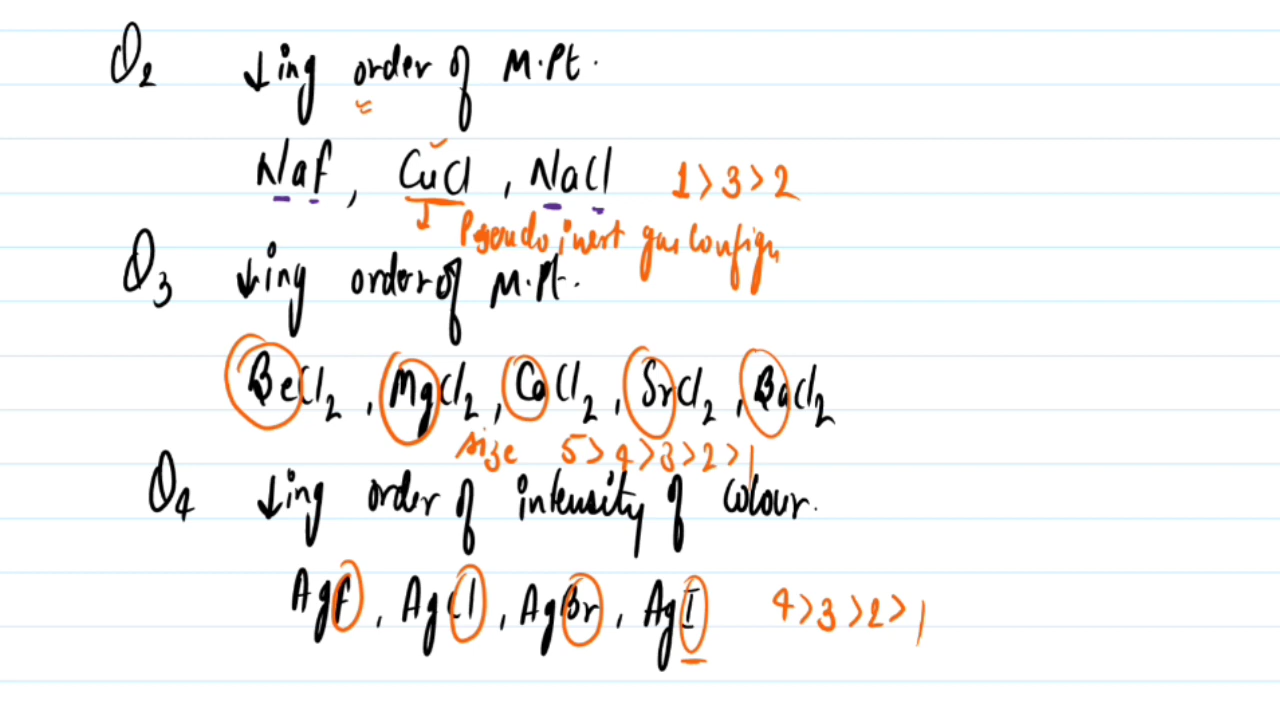 Q2 ↓ing order of M.Pt.
NaF, CuCl, NaCl 1>3>2
↓ Pseudo inert gas config
Q3 ↓ing order of M.Pt.
BeCl2, MgCl2, CaCl2, SrCl2, BaCl2
size 5>4>3>2>1
Q4 ↓ing order of intensity of colour.
AgF, AgCl, AgBr, AgI 4>3>2>1